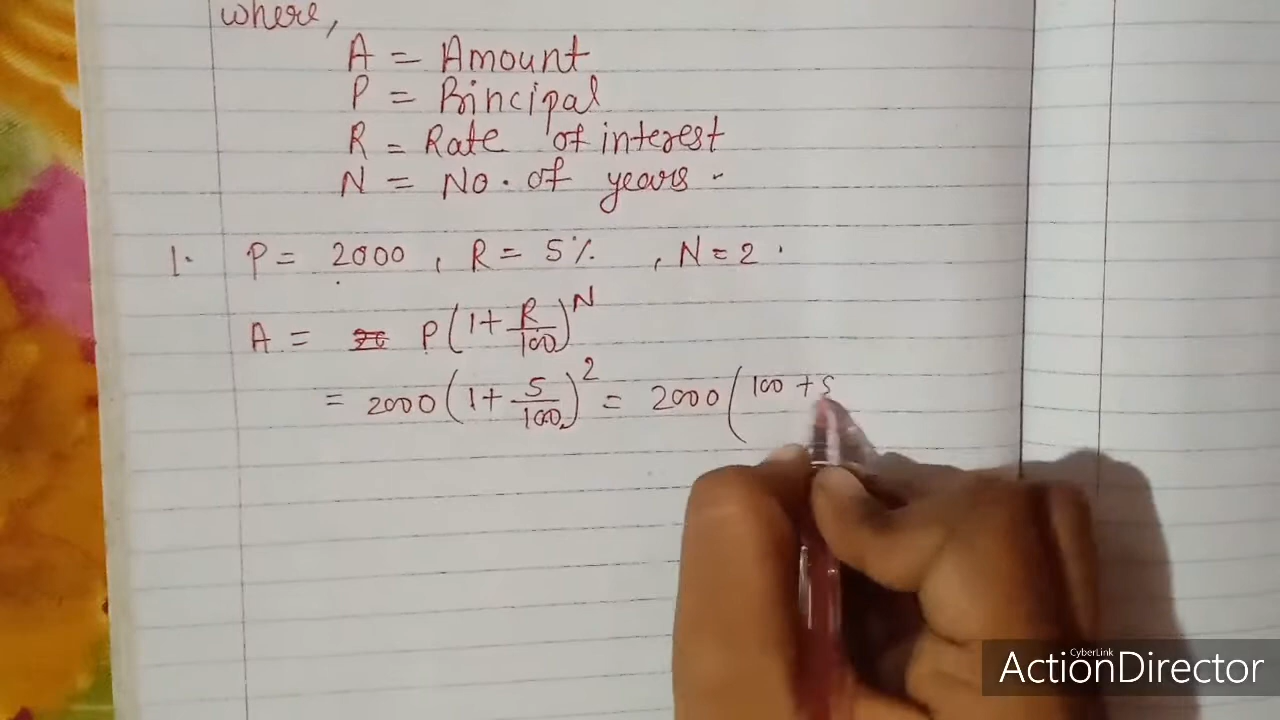 where,
A = Amount
P = Principal
R = Rate of interest
N = No. of years.
1. P = 2000, R = 5%, N = 2.
A = P(1+R/100)^N
= 2000(1+5/100)^2 = 2000(100+5
CyberLink
ActionDirector